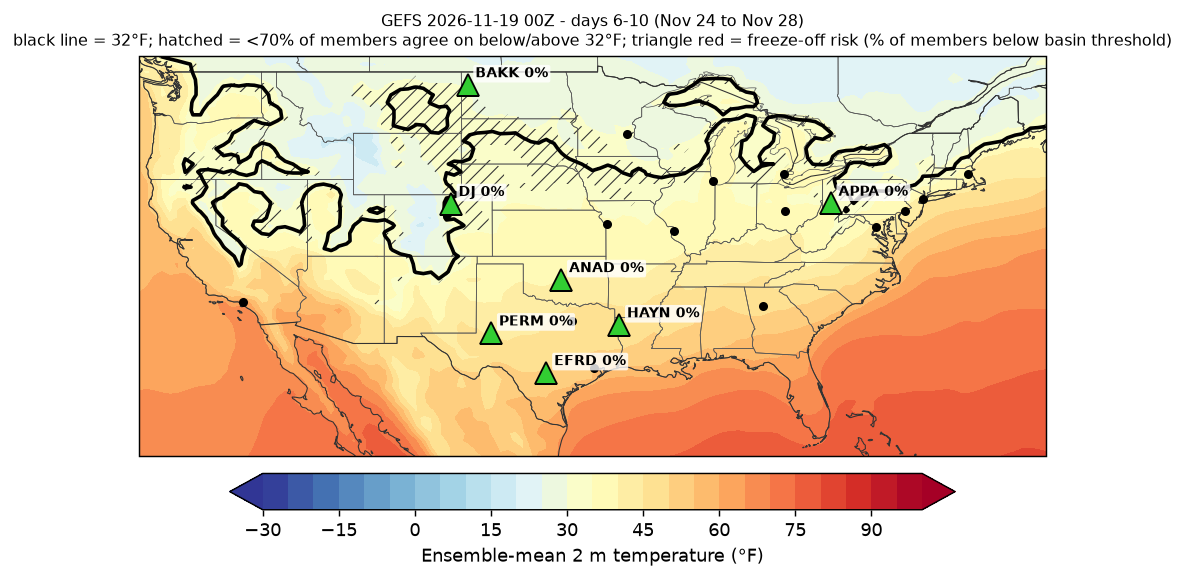 GEFS 2026-11-19 00Z - days 6-10 (Nov 24 to Nov 28)
black line = 32°F; hatched = <70% of members agree on below/above 32°F; triangle red = freeze-off risk (% of members below basin threshold)
BAKK 0%
DJ 0%
APPA 0%
ANAD 0%
HAYN 0%
PERM 0%
EFRD 0%
−30 −15 0 15 30 45 60 75 90
Ensemble-mean 2 m temperature (°F)